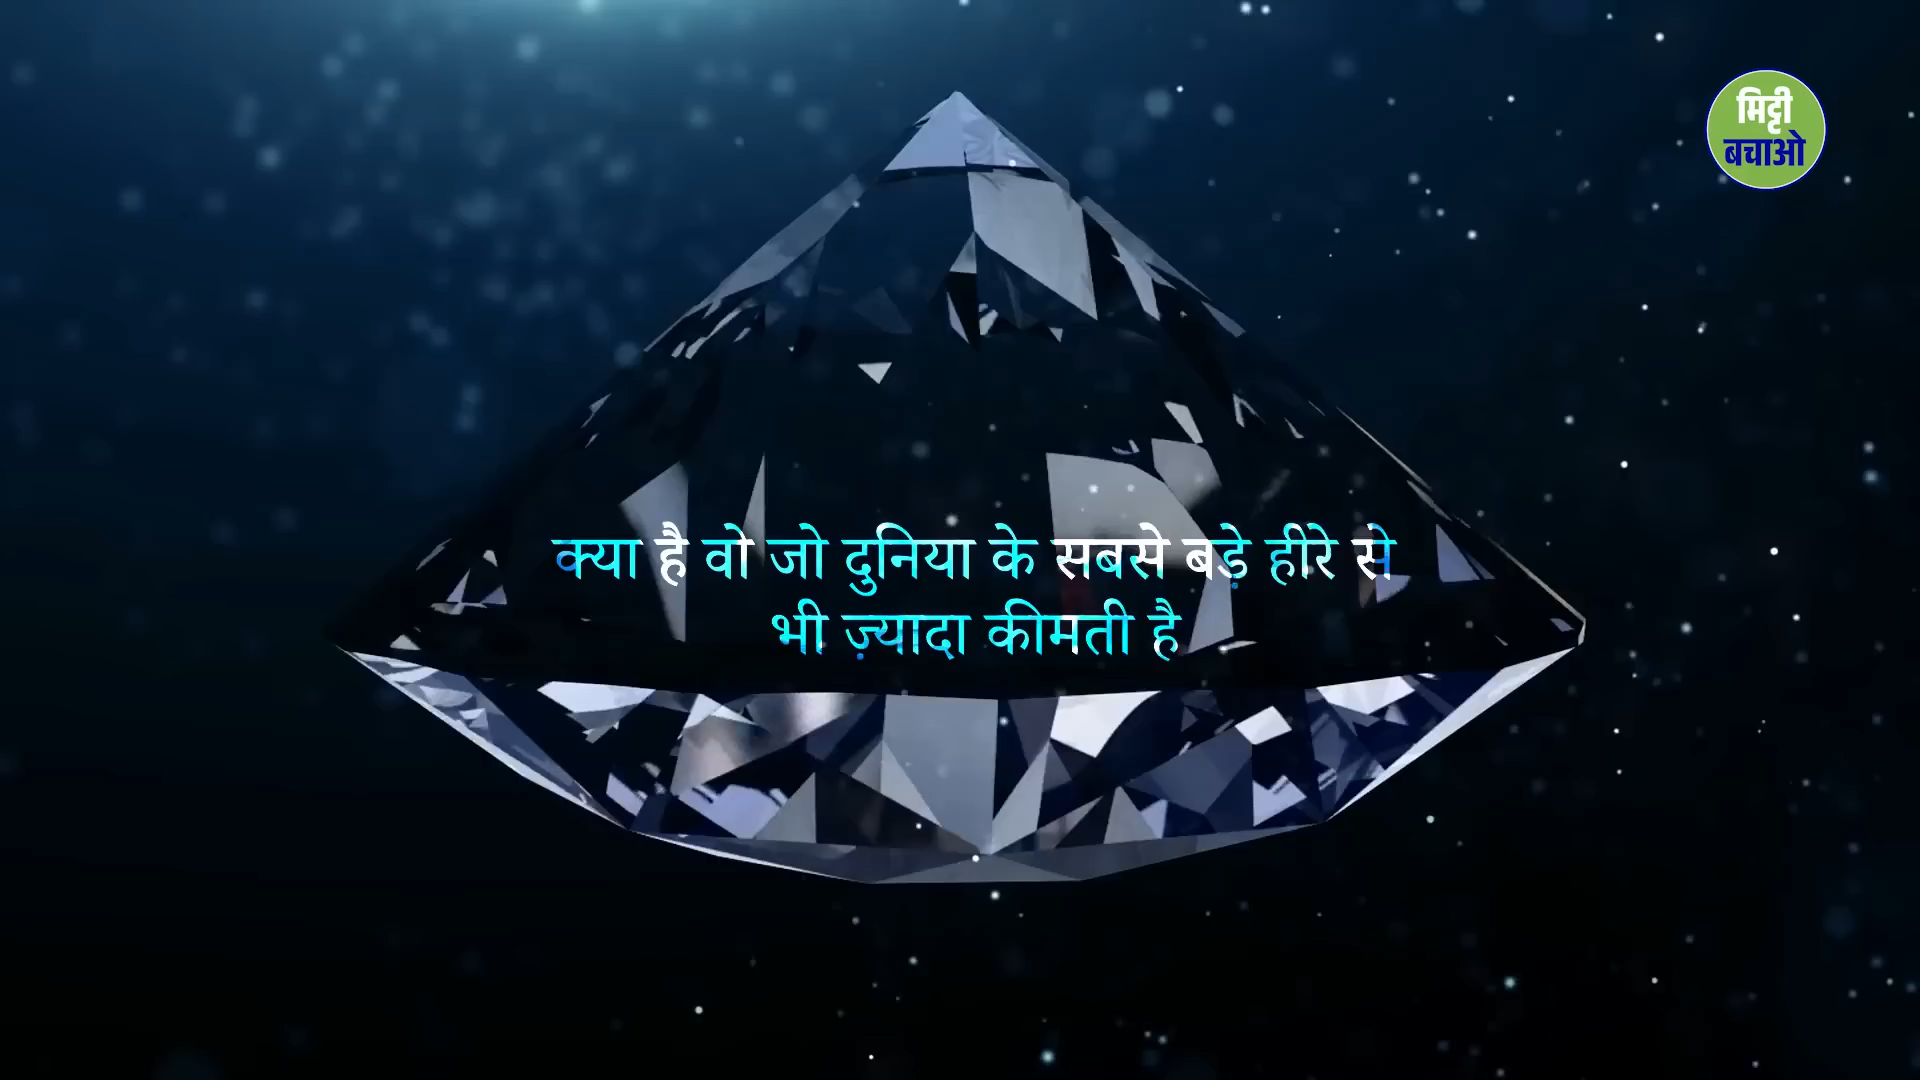 मिट्टी
बचाओ
क्या है वो जो दुनिया के सबसे बड़े हीरे से
भी ज़्यादा कीमती है